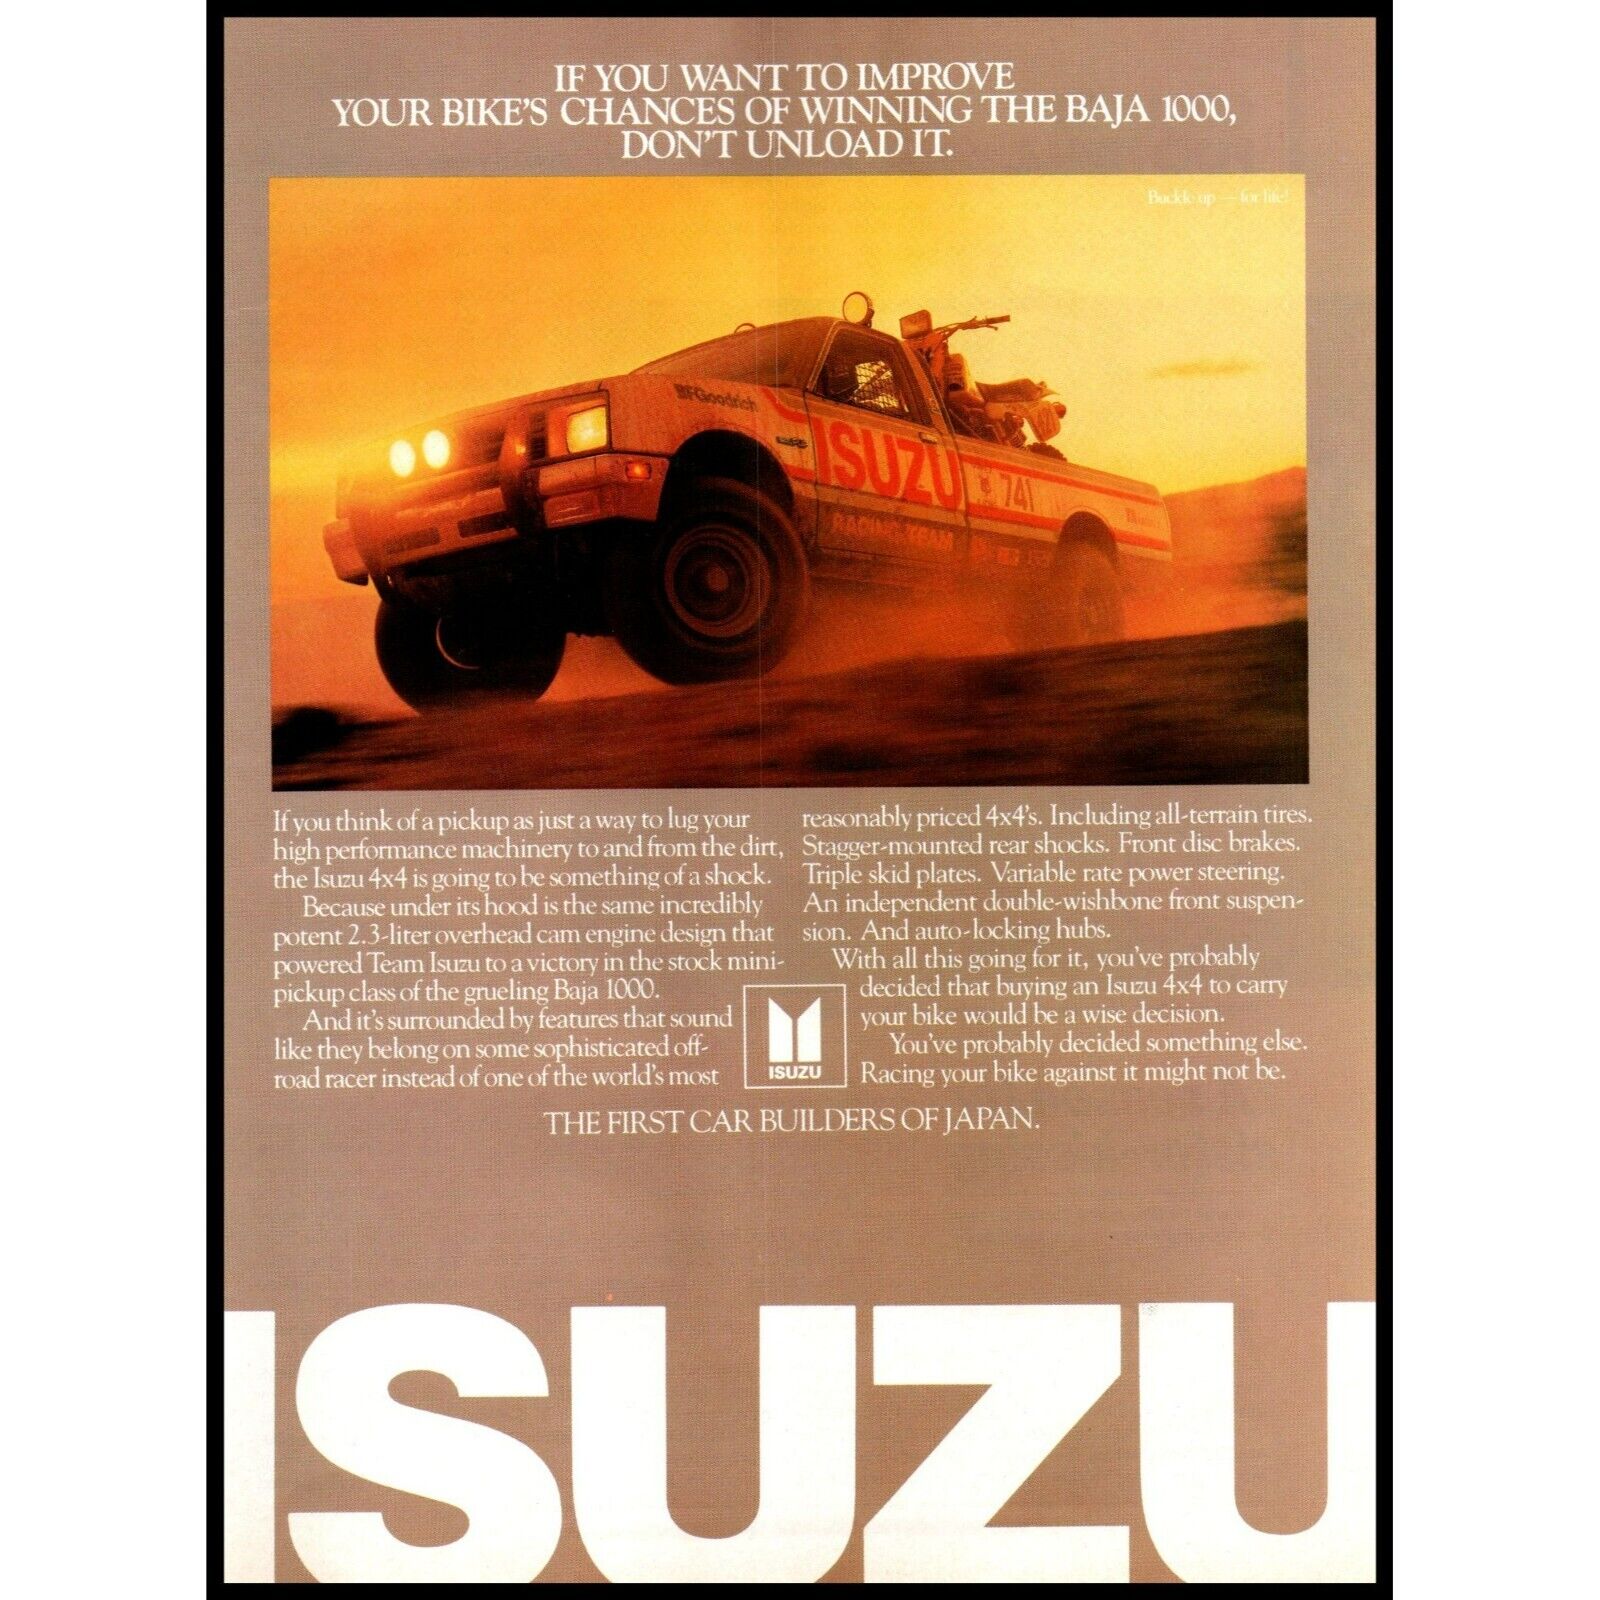 IF YOU WANT TO IMPROVE
YOUR BIKE'S CHANCES OF WINNING THE BAJA 1000,
DON'T UNLOAD IT.
Buckle up — for life!
BFGoodrich
ISUZU
741
RACING TEAM
If you think of a pickup as just a way to lug your
high performance machinery to and from the dirt,
the Isuzu 4x4 is going to be something of a shock.
Because under its hood is the same incredibly
potent 2.3-liter overhead cam engine design that
powered Team Isuzu to a victory in the stock mini-
pickup class of the grueling Baja 1000.
And it's surrounded by features that sound
like they belong on some sophisticated off-
road racer instead of one of the world's most
reasonably priced 4x4's. Including all-terrain tires.
Stagger-mounted rear shocks. Front disc brakes.
Triple skid plates. Variable rate power steering.
An independent double-wishbone front suspen-
sion. And auto-locking hubs.
With all this going for it, you've probably
decided that buying an Isuzu 4x4 to carry
your bike would be a wise decision.
You've probably decided something else.
Racing your bike against it might not be.
ISUZU
THE FIRST CAR BUILDERS OF JAPAN.
ISUZU